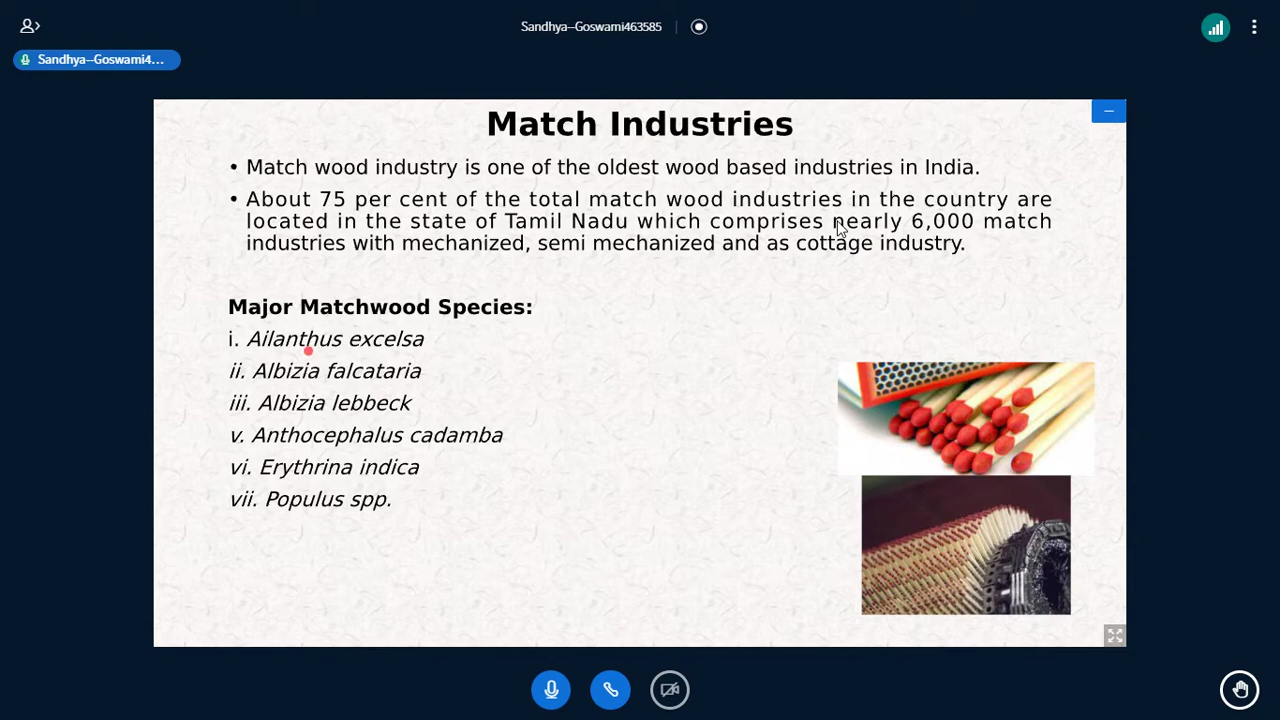 Sandhya--Goswami463585
Sandhya--Goswami4...
Match Industries
• Match wood industry is one of the oldest wood based industries in India.
• About 75 per cent of the total match wood industries in the country are
located in the state of Tamil Nadu which comprises nearly 6,000 match
industries with mechanized, semi mechanized and as cottage industry.
Major Matchwood Species:
i. Ailanthus excelsa
ii. Albizia falcataria
iii. Albizia lebbeck
v. Anthocephalus cadamba
vi. Erythrina indica
vii. Populus spp.